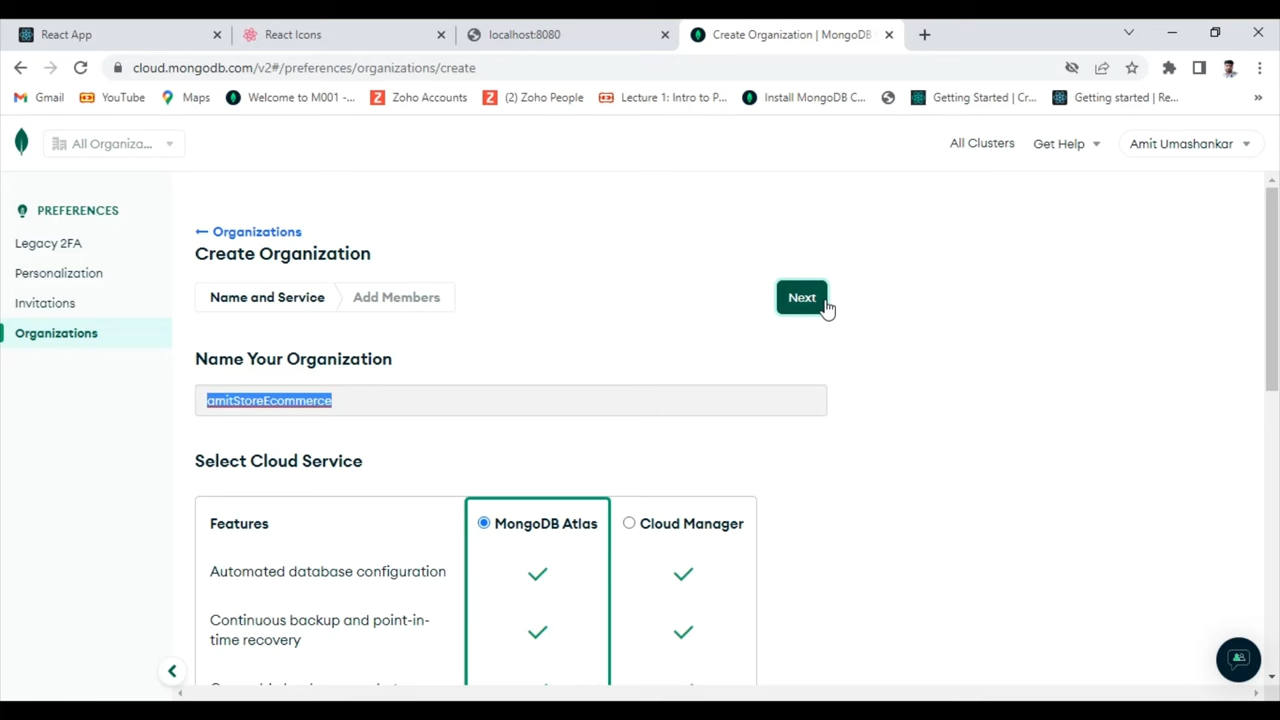 React App
React Icons
localhost:8080
Create Organization | MongoDB
cloud.mongodb.com/v2#/preferences/organizations/create
Gmail
YouTube
Maps
Welcome to M001 -...
Zoho Accounts
(2) Zoho People
Lecture 1: Intro to P...
Install MongoDB C...
Getting Started | Cr...
Getting started | Re...
»
All Organiza...
All Clusters
Get Help
Amit Umashankar
PREFERENCES
Legacy 2FA
Personalization
Invitations
Organizations
← Organizations
Create Organization
Name and Service
Add Members
Next
Name Your Organization
amitStoreEcommerce
Select Cloud Service
Features
MongoDB Atlas
Cloud Manager
Automated database configuration
Continuous backup and point-in-
time recovery